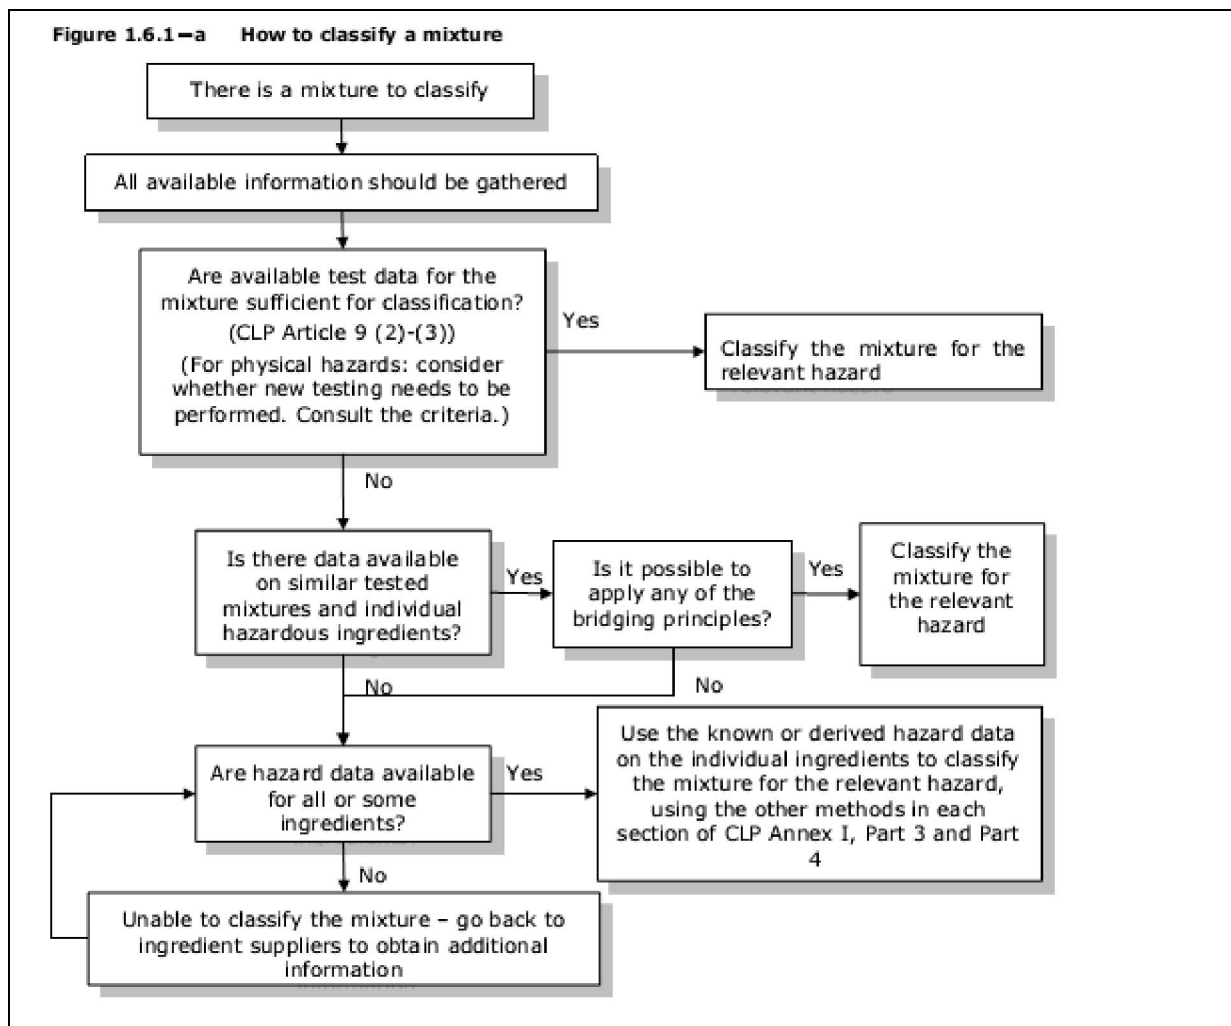 Figure 1.6.1—a How to classify a mixture
There is a mixture to classify
All available information should be gathered
Are available test data for the
mixture sufficient for classification?
(CLP Article 9 (2)-(3))
(For physical hazards: consider
whether new testing needs to be
performed. Consult the criteria.)
Yes
Classify the mixture for the
relevant hazard
No
Is there data available
on similar tested
mixtures and individual
hazardous ingredients?
Yes
Is it possible to
apply any of the
bridging principles?
Yes
Classify the
mixture for
the relevant
hazard
No
No
Are hazard data available
for all or some
ingredients?
Yes
Use the known or derived hazard data
on the individual ingredients to classify
the mixture for the relevant hazard,
using the other methods in each
section of CLP Annex I, Part 3 and Part
4
No
Unable to classify the mixture – go back to
ingredient suppliers to obtain additional
information